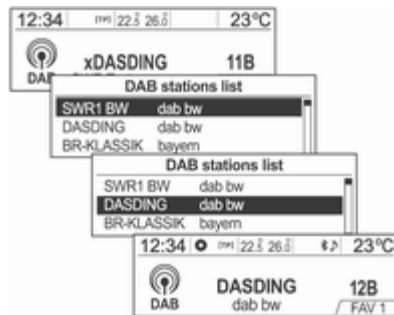 12:34 [TP] 22.5 26.0 23°C
xDASDING 11B
DAB
DAB stations list
SWR1 BW dab bw
DASDING dab bw
BR-KLASSIK bayern
DAB stations list
SWR1 BW dab bw
DASDING dab bw
BR-KLASSIK bayern
12:34 [TP] 22.5 26.0 23°C
DASDING 12B
DAB dab bw FAV 1